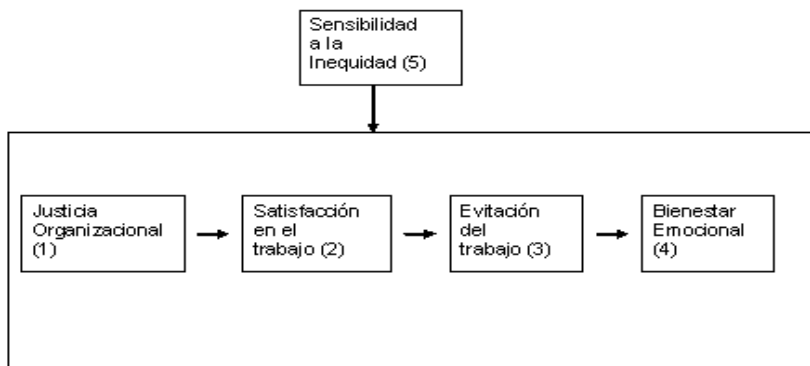 Sensibilidad
a la
Inequidad (5)
Justicia
Organizacional
(1)
Satisfacción
en el
trabajo (2)
Evitación
del
trabajo (3)
Bienestar
Emocional
(4)